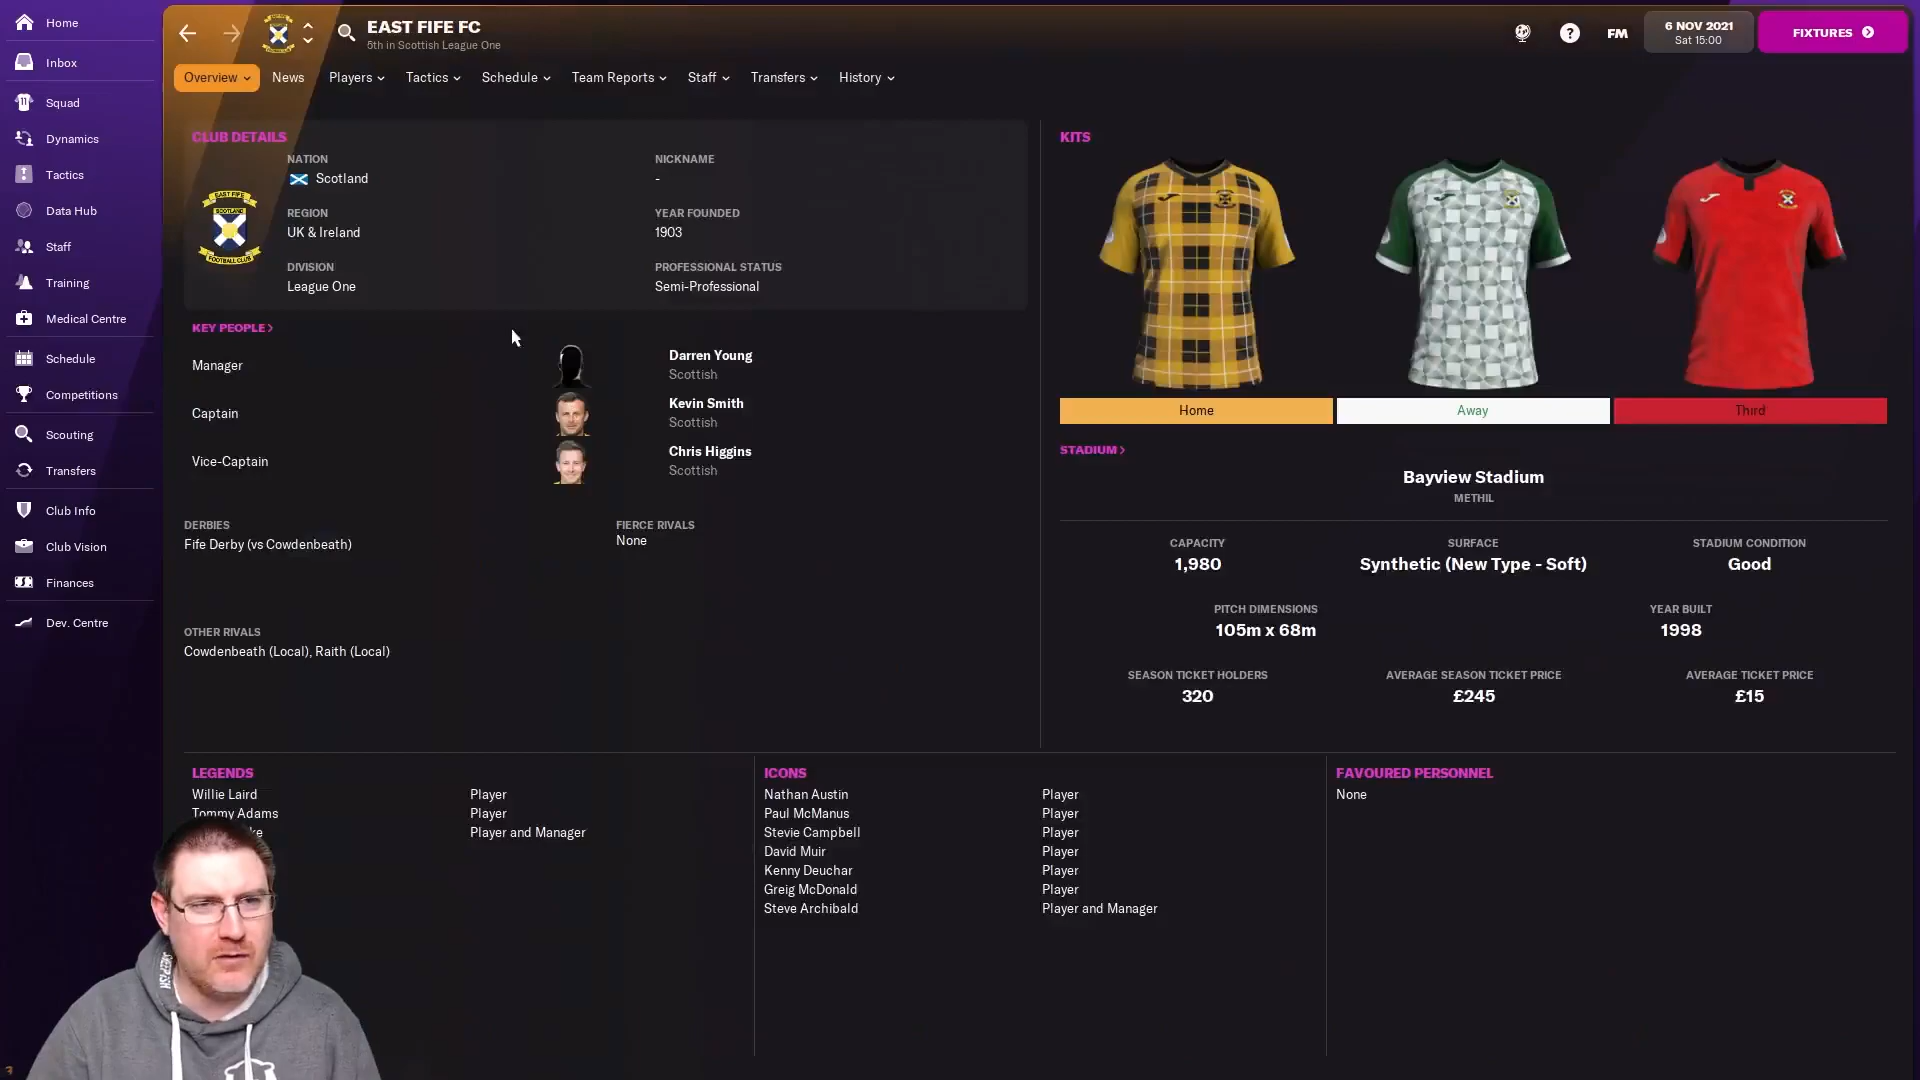 Home
Inbox
Squad
Dynamics
Tactics
Data Hub
Staff
Training
Medical Centre
Schedule
Competitions
Scouting
Transfers
Club Info
Club Vision
Finances
Dev. Centre
EAST FIFE FC
5th in Scottish League One
FM
6 NOV 2021
Sat 15:00
FIXTURES
Overview
News
Players
Tactics
Schedule
Team Reports
Staff
Transfers
History
CLUB DETAILS
NATION
Scotland
NICKNAME
-
REGION
UK & Ireland
YEAR FOUNDED
1903
DIVISION
League One
PROFESSIONAL STATUS
Semi-Professional
EAST FIFE
SCOTLAND
FOOTBALL CLUB
KEY PEOPLE >
Manager
Darren Young
Scottish
Captain
Kevin Smith
Scottish
Vice-Captain
Chris Higgins
Scottish
DERBIES
Fife Derby (vs Cowdenbeath)
FIERCE RIVALS
None
OTHER RIVALS
Cowdenbeath (Local), Raith (Local)
KITS
Home
Away
Third
STADIUM >
Bayview Stadium
METHIL
CAPACITY
1,980
SURFACE
Synthetic (New Type - Soft)
STADIUM CONDITION
Good
PITCH DIMENSIONS
105m x 68m
YEAR BUILT
1998
SEASON TICKET HOLDERS
320
AVERAGE SEASON TICKET PRICE
£245
AVERAGE TICKET PRICE
£15
LEGENDS
Willie Laird Player
Tommy Adams Player
Player and Manager
ICONS
Nathan Austin Player
Paul McManus Player
Stevie Campbell Player
David Muir Player
Kenny Deuchar Player
Greig McDonald Player
Steve Archibald Player and Manager
FAVOURED PERSONNEL
None